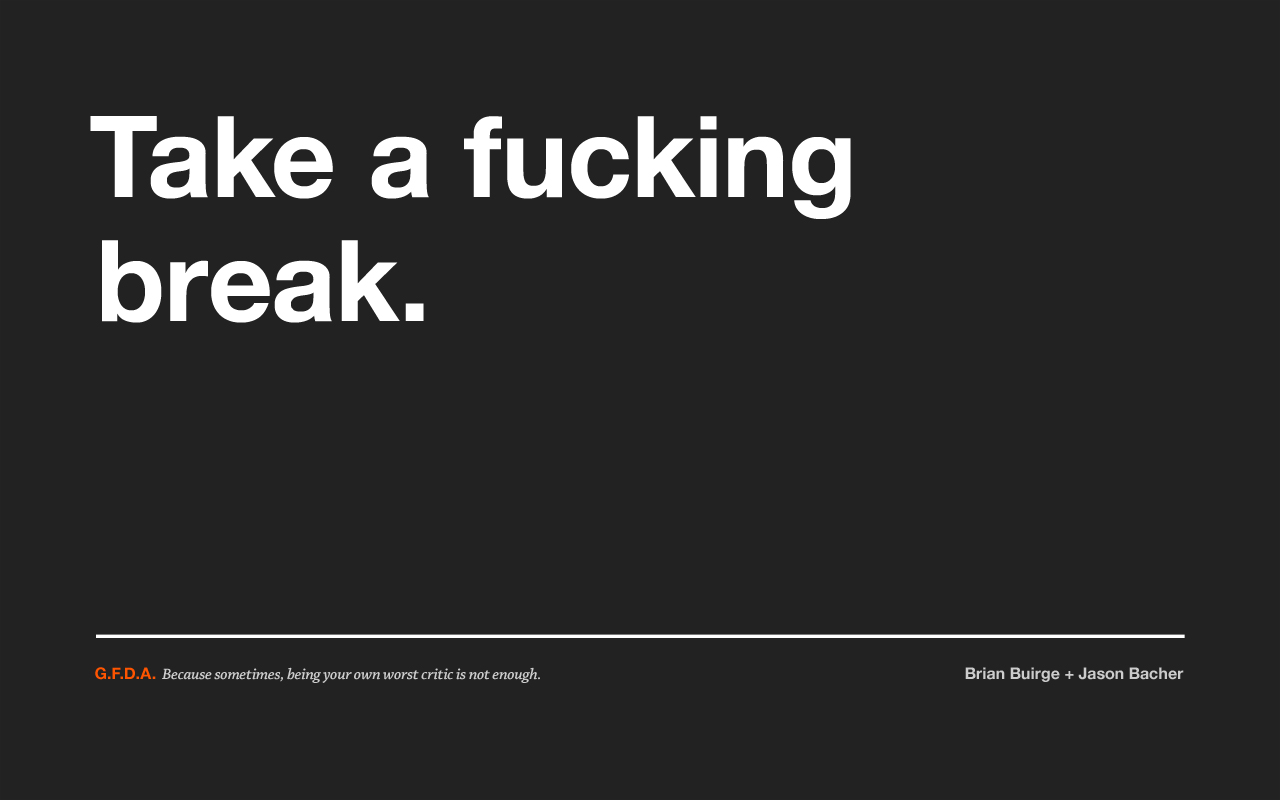 Take a fucking
break.
G.F.D.A. Because sometimes, being your own worst critic is not enough.
Brian Buirge + Jason Bacher